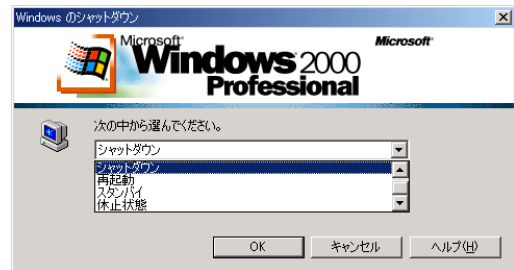 Windows のシャットダウン
Microsoft
Microsoft
Windows 2000
Professional
次の中から選んでください。
シャットダウン
シャットダウン
再起動
スタンバイ
休止状態
OK キャンセル ヘルプ(H)